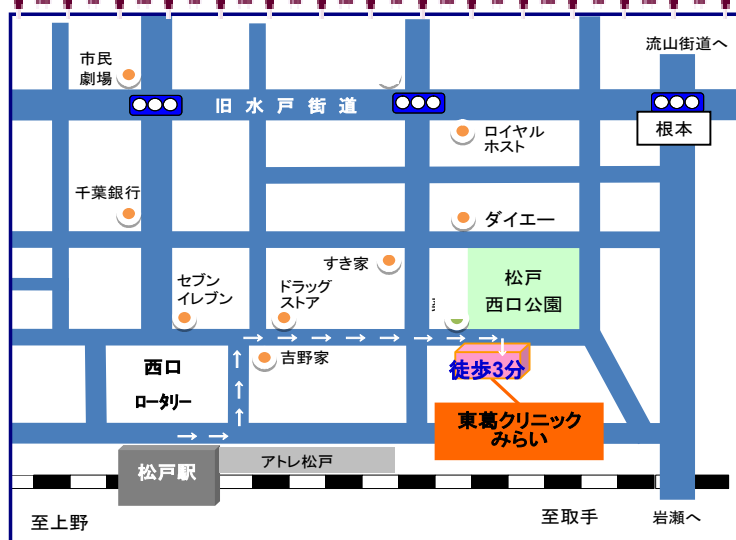 流山街道へ
市民
劇場
旧水戸街道
根本
ロイヤル
ホスト
千葉銀行
ダイエー
すき家
セブン
イレブン
ドラッグ
ストア
松戸
西口公園
吉野家
西口
ロータリー
徒歩3分
東葛クリニック
みらい
アトレ松戸
松戸駅
至上野
至取手
岩瀬へ